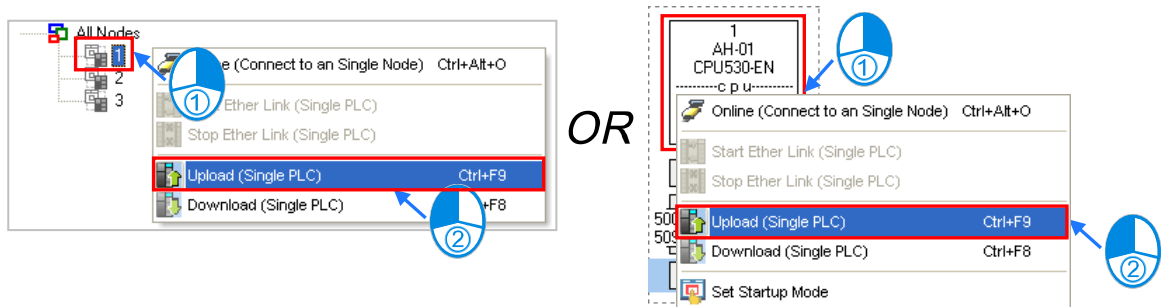 All Nodes
1
2
3
(Connect to an Single Node) Ctrl+Alt+O
Ether Link (Single PLC)
Stop Ether Link (Single PLC)
Upload (Single PLC) Ctrl+F9
Download (Single PLC) +F8
①
②
OR
1
AH-01
CPU530-EN
---------c p u---------
Online (Connect to an Single Node) Ctrl+Alt+O
Start Ether Link (Single PLC)
Stop Ether Link (Single PLC)
Upload (Single PLC) Ctrl+F9
Download (Single PLC) Ctrl+F8
Set Startup Mode
①
②